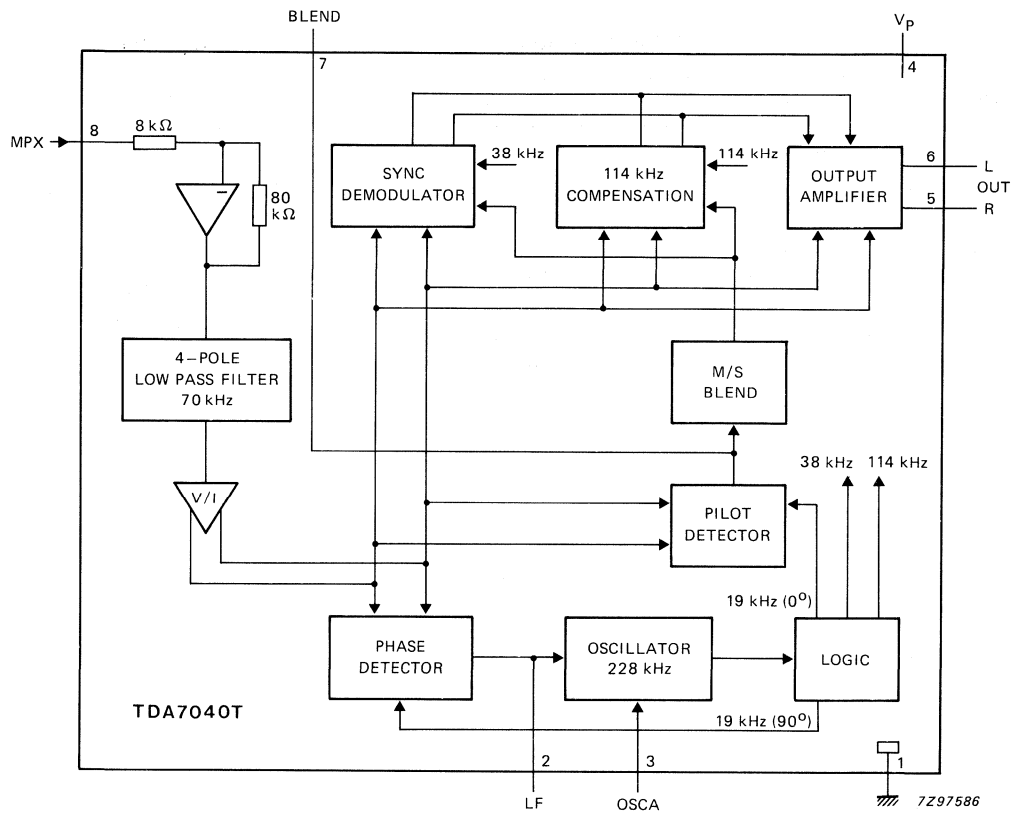 BLEND
Vp
7
4
MPX
8
8 kΩ
80
kΩ
SYNC
DEMODULATOR
38 kHz
114 kHz
COMPENSATION
114 kHz
OUTPUT
AMPLIFIER
6
L
OUT
5
R
4-POLE
LOW PASS FILTER
70 kHz
M/S
BLEND
V/I
38 kHz
114 kHz
PILOT
DETECTOR
19 kHz (0°)
PHASE
DETECTOR
OSCILLATOR
228 kHz
LOGIC
TDA7040T
19 kHz (90°)
2
3
1
LF
OSCA
7Z97586